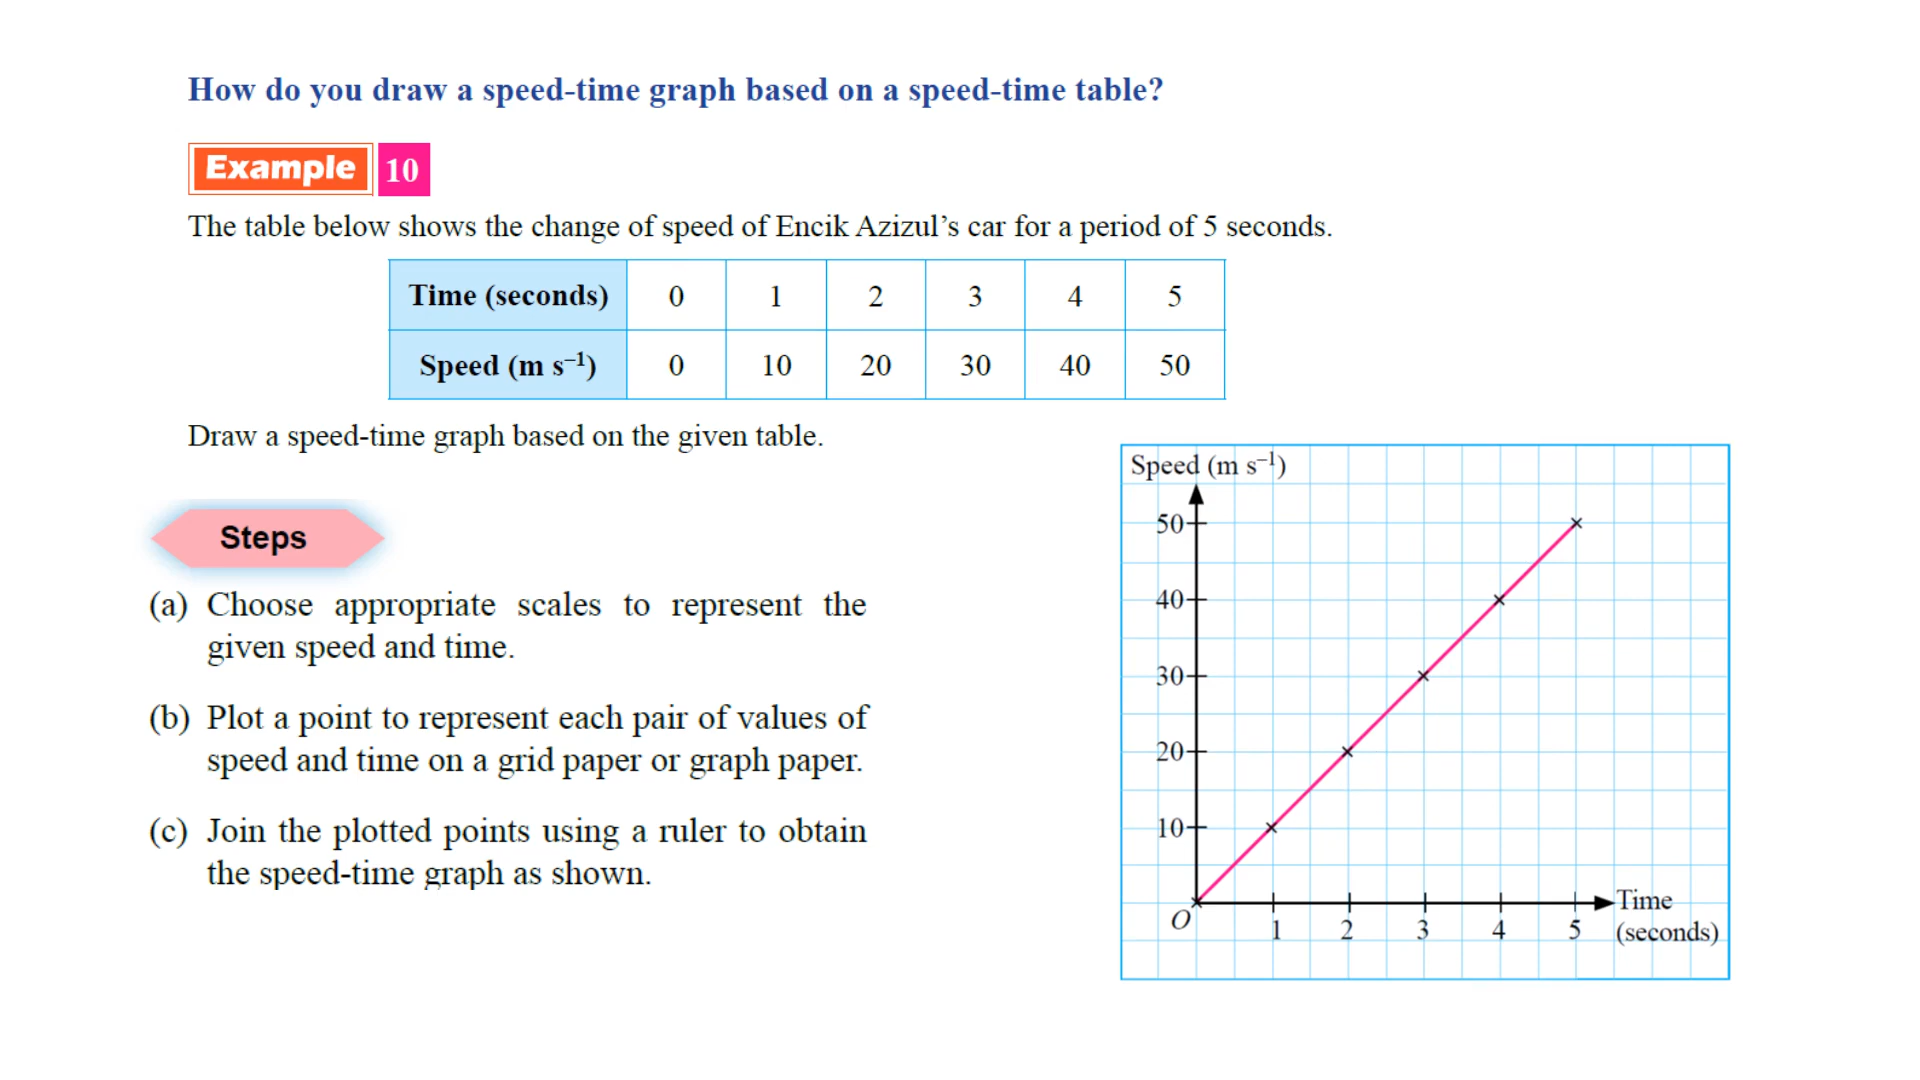 How do you draw a speed-time graph based on a speed-time table?
Example 10
The table below shows the change of speed of Encik Azizul’s car for a period of 5 seconds.
Time (seconds) 0 1 2 3 4 5
Speed (m s⁻¹) 0 10 20 30 40 50
Draw a speed-time graph based on the given table.
Steps
(a) Choose appropriate scales to represent the
given speed and time.
(b) Plot a point to represent each pair of values of
speed and time on a grid paper or graph paper.
(c) Join the plotted points using a ruler to obtain
the speed-time graph as shown.
Speed (m s⁻¹)
50
40
30
20
10
O
1 2 3 4 5
Time
(seconds)